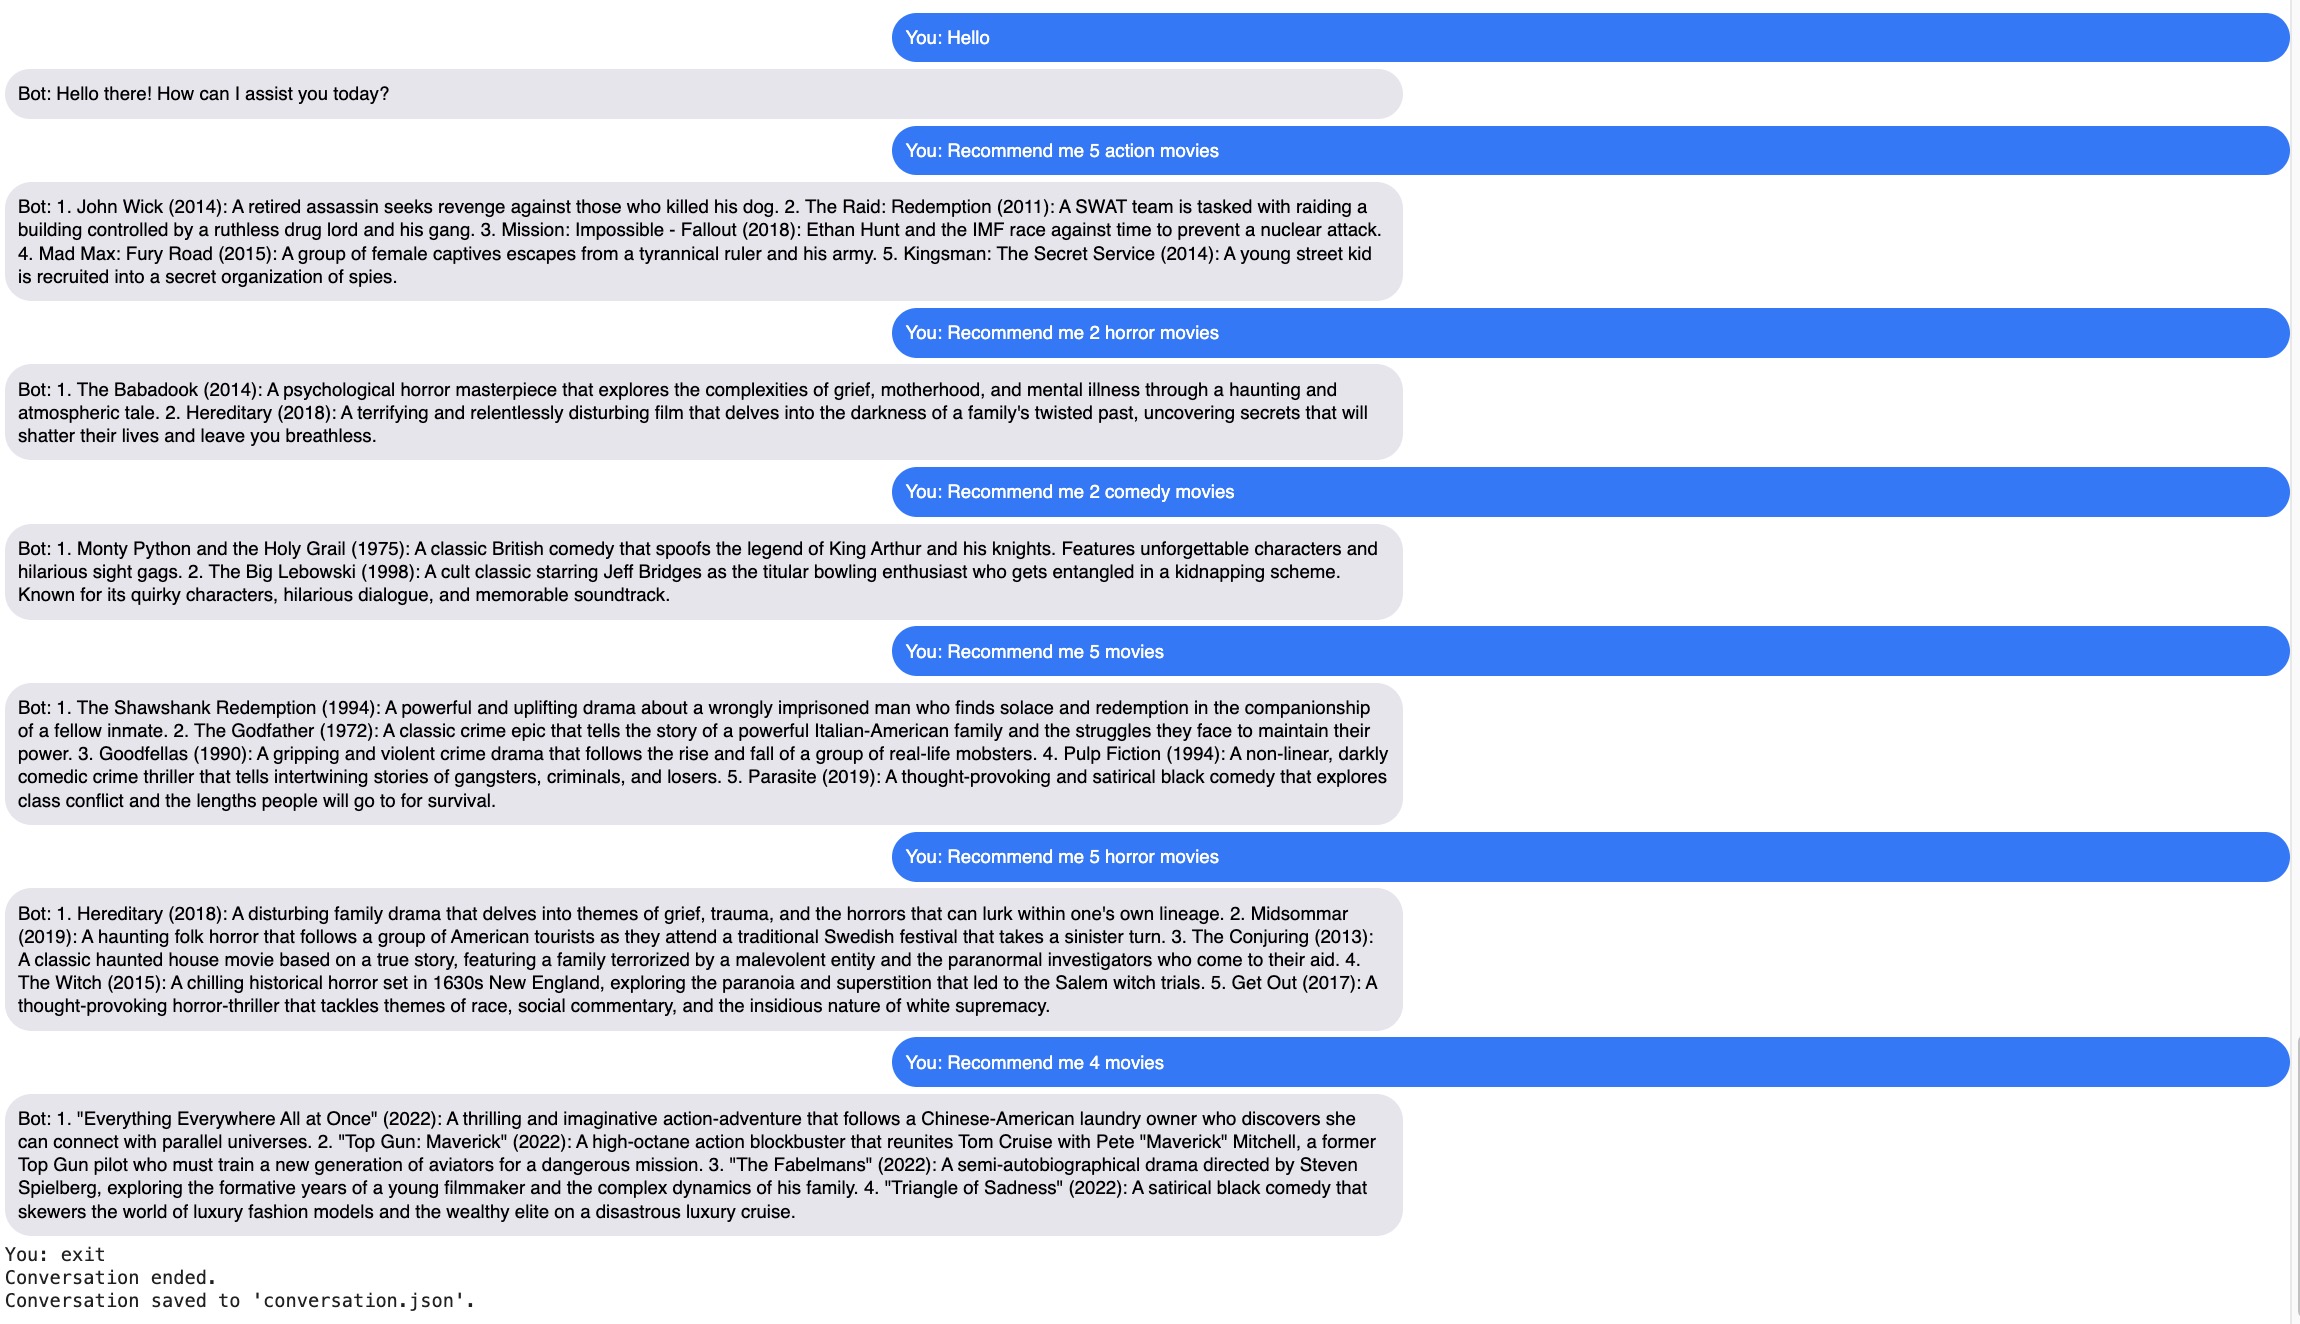 You: Hello
Bot: Hello there! How can I assist you today?
You: Recommend me 5 action movies
Bot: 1. John Wick (2014): A retired assassin seeks revenge against those who killed his dog. 2. The Raid: Redemption (2011): A SWAT team is tasked with raiding a
building controlled by a ruthless drug lord and his gang. 3. Mission: Impossible - Fallout (2018): Ethan Hunt and the IMF race against time to prevent a nuclear attack.
4. Mad Max: Fury Road (2015): A group of female captives escapes from a tyrannical ruler and his army. 5. Kingsman: The Secret Service (2014): A young street kid
is recruited into a secret organization of spies.
You: Recommend me 2 horror movies
Bot: 1. The Babadook (2014): A psychological horror masterpiece that explores the complexities of grief, motherhood, and mental illness through a haunting and
atmospheric tale. 2. Hereditary (2018): A terrifying and relentlessly disturbing film that delves into the darkness of a family's twisted past, uncovering secrets that will
shatter their lives and leave you breathless.
You: Recommend me 2 comedy movies
Bot: 1. Monty Python and the Holy Grail (1975): A classic British comedy that spoofs the legend of King Arthur and his knights. Features unforgettable characters and
hilarious sight gags. 2. The Big Lebowski (1998): A cult classic starring Jeff Bridges as the titular bowling enthusiast who gets entangled in a kidnapping scheme.
Known for its quirky characters, hilarious dialogue, and memorable soundtrack.
You: Recommend me 5 movies
Bot: 1. The Shawshank Redemption (1994): A powerful and uplifting drama about a wrongly imprisoned man who finds solace and redemption in the companionship
of a fellow inmate. 2. The Godfather (1972): A classic crime epic that tells the story of a powerful Italian-American family and the struggles they face to maintain their
power. 3. Goodfellas (1990): A gripping and violent crime drama that follows the rise and fall of a group of real-life mobsters. 4. Pulp Fiction (1994): A non-linear, darkly
comedic crime thriller that tells intertwining stories of gangsters, criminals, and losers. 5. Parasite (2019): A thought-provoking and satirical black comedy that explores
class conflict and the lengths people will go to for survival.
You: Recommend me 5 horror movies
Bot: 1. Hereditary (2018): A disturbing family drama that delves into themes of grief, trauma, and the horrors that can lurk within one's own lineage. 2. Midsommar
(2019): A haunting folk horror that follows a group of American tourists as they attend a traditional Swedish festival that takes a sinister turn. 3. The Conjuring (2013):
A classic haunted house movie based on a true story, featuring a family terrorized by a malevolent entity and the paranormal investigators who come to their aid. 4.
The Witch (2015): A chilling historical horror set in 1630s New England, exploring the paranoia and superstition that led to the Salem witch trials. 5. Get Out (2017): A
thought-provoking horror-thriller that tackles themes of race, social commentary, and the insidious nature of white supremacy.
You: Recommend me 4 movies
Bot: 1. "Everything Everywhere All at Once" (2022): A thrilling and imaginative action-adventure that follows a Chinese-American laundry owner who discovers she
can connect with parallel universes. 2. "Top Gun: Maverick" (2022): A high-octane action blockbuster that reunites Tom Cruise with Pete "Maverick" Mitchell, a former
Top Gun pilot who must train a new generation of aviators for a dangerous mission. 3. "The Fabelmans" (2022): A semi-autobiographical drama directed by Steven
Spielberg, exploring the formative years of a young filmmaker and the complex dynamics of his family. 4. "Triangle of Sadness" (2022): A satirical black comedy that
skewers the world of luxury fashion models and the wealthy elite on a disastrous luxury cruise.
You: exit
Conversation ended.
Conversation saved to 'conversation.json'.